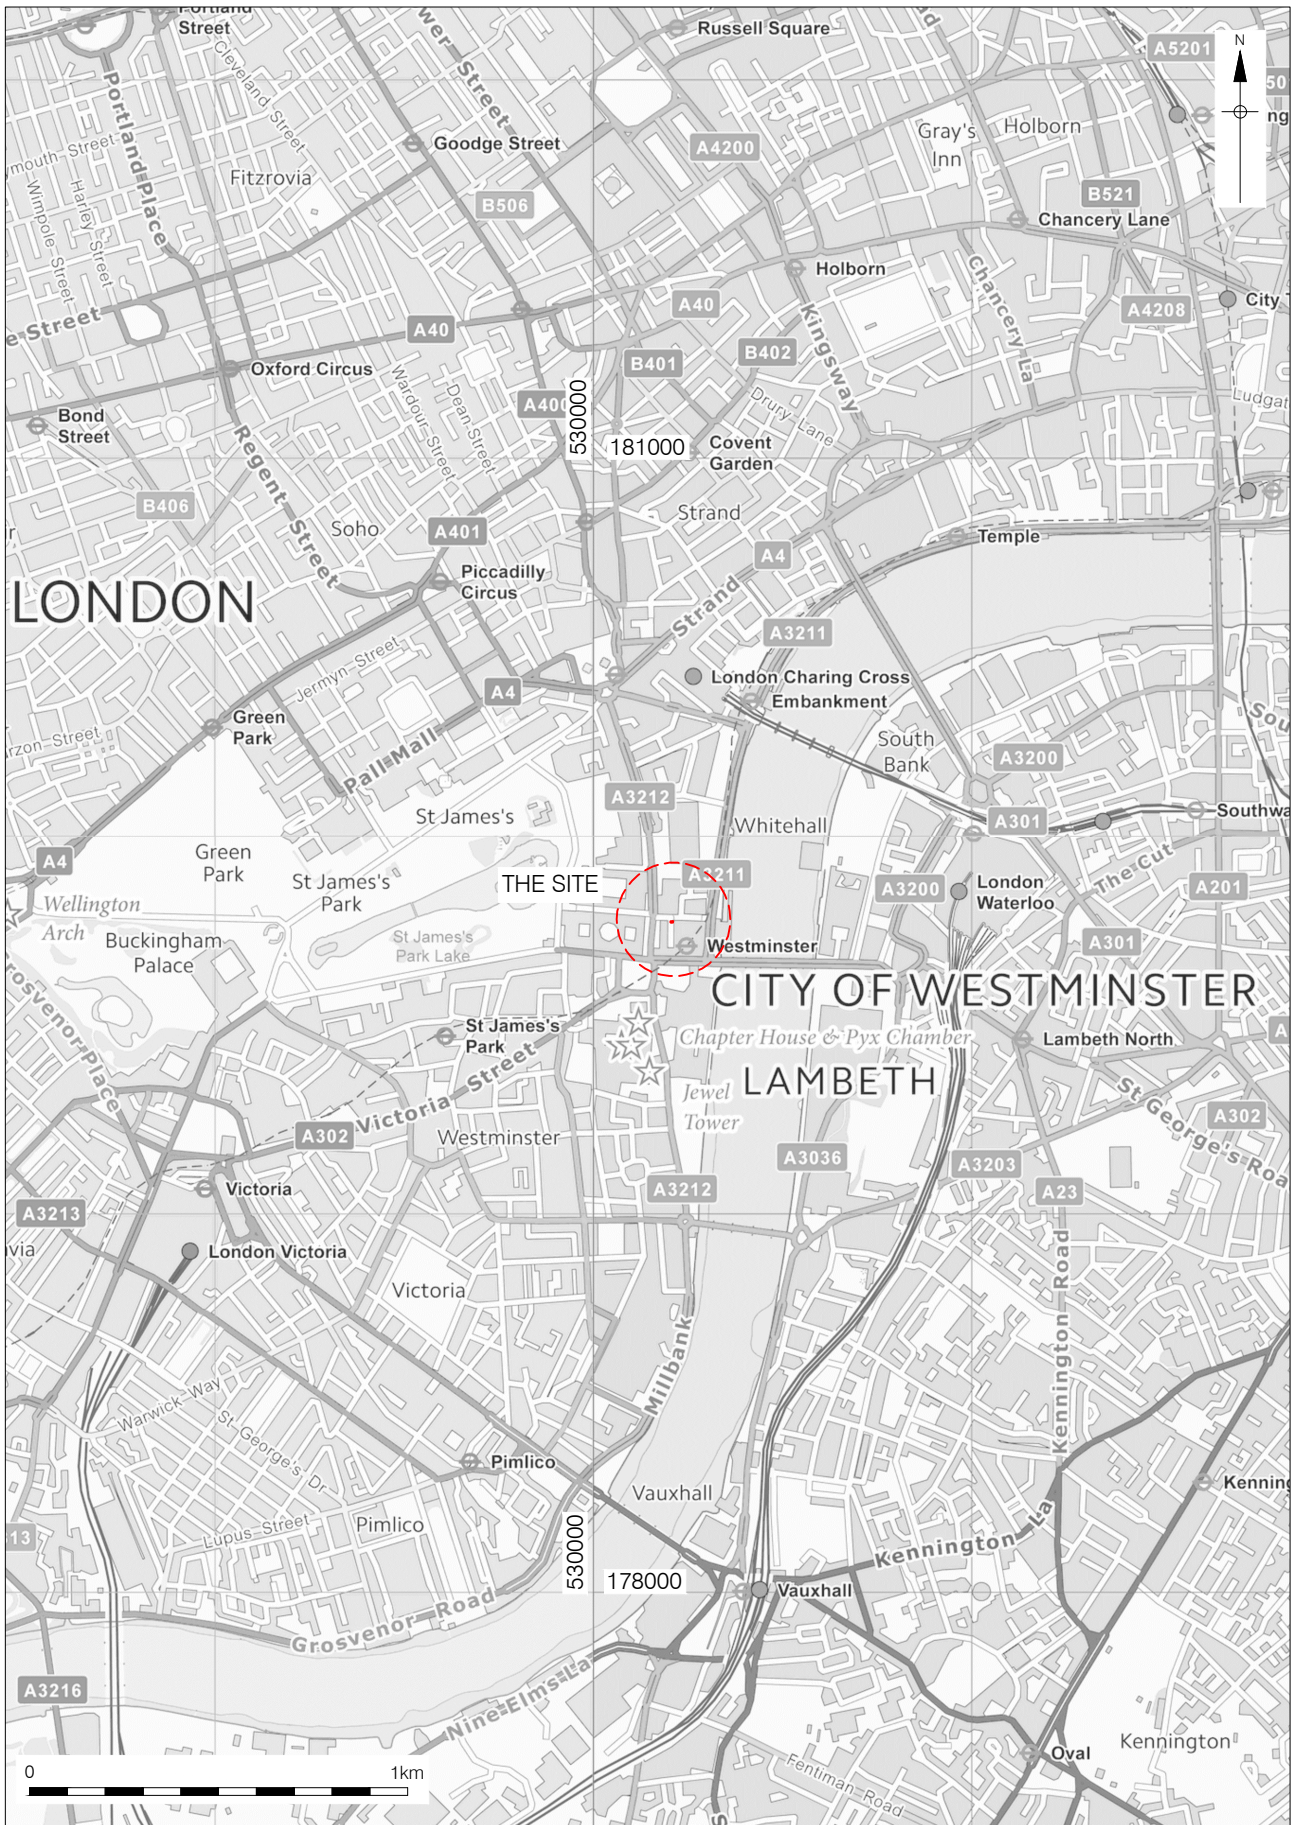 Portland
Street
Russell Square
A5201
N
Cleveland Street
Goodge Street
A4200
Gray's
Inn
Holborn
Portland Place
Harley Street
Wimpole Street
Fitzrovia
B506
B521
Chancery Lane
Holborn
City
A40
A40
A4208
Chancery La
Kingsway
Oxford Circus
B401
B402
Bond
Street
Wardour Street
Dean Street
530000
181000
Drury Lane
Covent
Garden
Regent Street
B406
Soho
A401
Strand
A4
Temple
Piccadilly
Circus
LONDON
Strand
A3211
Jermyn Street
London Charing Cross
Embankment
A4
Green
Park
Pall Mall
South
Bank
A3200
A3212
St James's
Whitehall
A301
A4
Green
Park
St James's
Park
THE SITE
A3211
A3200
London
Waterloo
The Cut
A201
Wellington
Arch
Buckingham
Palace
St James's
Park Lake
Westminster
A301
CITY OF WESTMINSTER
Grosvenor Place
St James's
Park
Chapter House & Pyx Chamber
Lambeth North
LAMBETH
Jewel
Tower
Victoria Street
A302
Westminster
St George's Roa
A302
A3036
A3203
Victoria
A3212
A23
A3213
London Victoria
Victoria
Kennington Road
Millbank
Warwick Way
St George's Dr
Pimlico
Vauxhall
Lupus Street
Pimlico
530000
178000
Kennington La
Vauxhall
Grosvenor Road
Nine Elms La
A3216
Oval
Kennington
Fentiman Road
0
1km